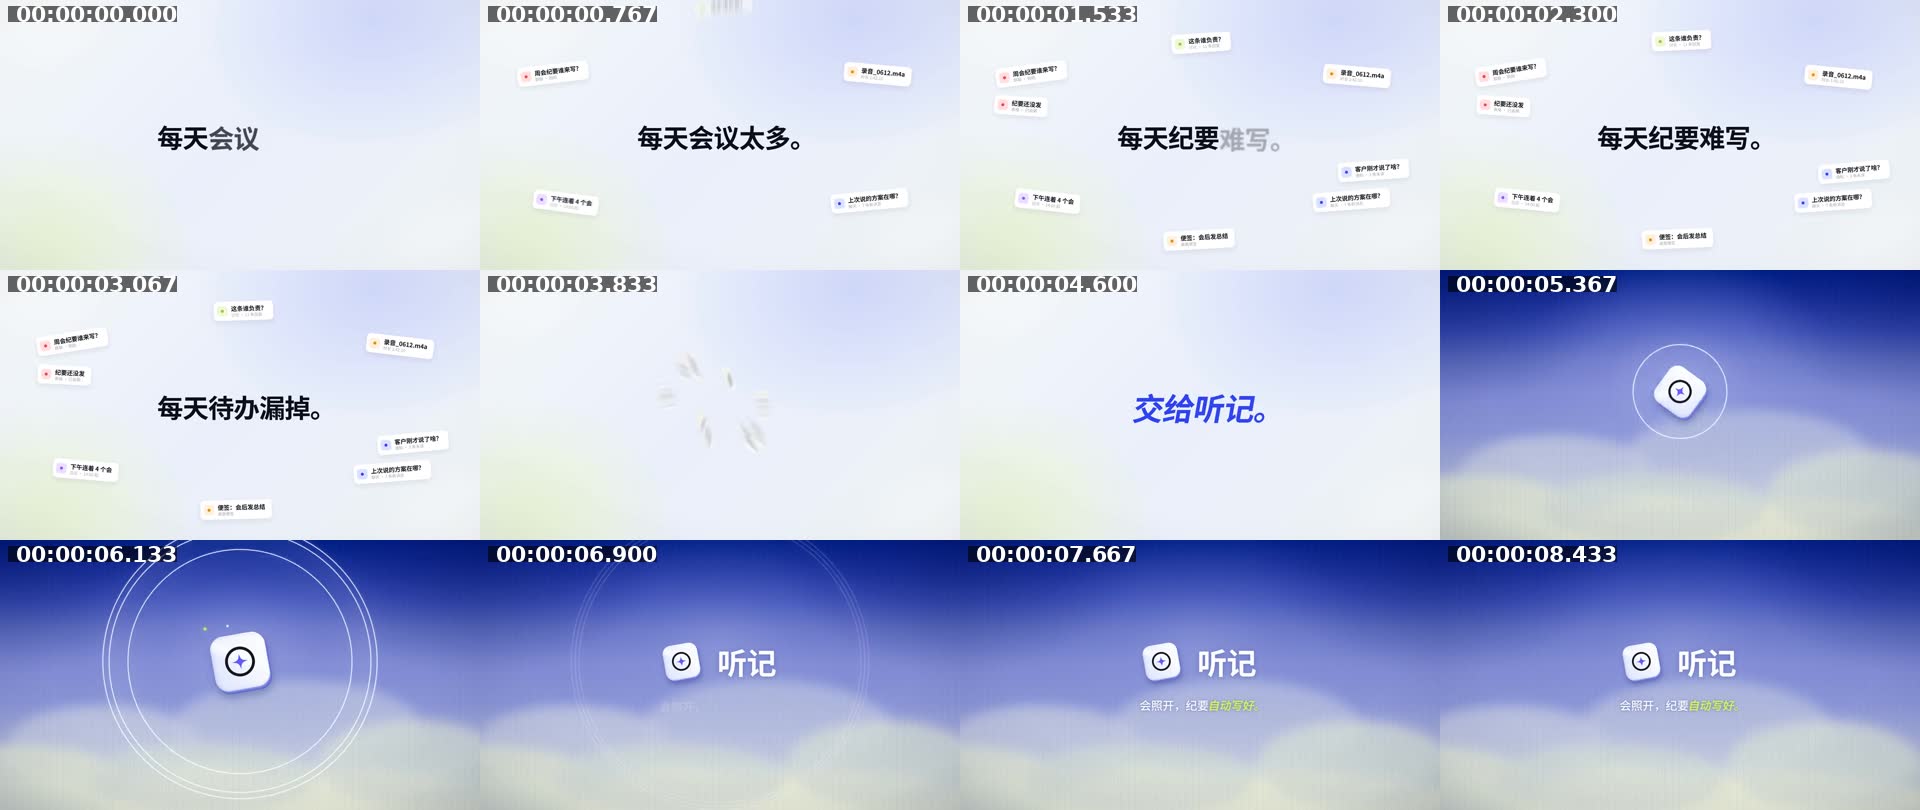 00:00:00.000
每天会议
00:00:00.767
周会纪要谁来写?
录音_0612.m4a
每天会议太多。
下午连着 4 个会
上次说的方案在哪?
00:00:01.533
这条谁负责?
周会纪要谁来写?
录音_0612.m4a
纪要还没发
每天纪要难写。
客户刚才说了啥?
下午连着 4 个会
上次说的方案在哪?
便签：会后发总结
00:00:02.300
这条谁负责?
周会纪要谁来写?
录音_0612.m4a
纪要还没发
每天纪要难写。
客户刚才说了啥?
下午连着 4 个会
上次说的方案在哪?
便签：会后发总结
00:00:03.067
这条谁负责?
周会纪要谁来写?
录音_0612.m4a
纪要还没发
每天待办漏掉。
客户刚才说了啥?
下午连着 4 个会
上次说的方案在哪?
便签：会后发总结
00:00:03.833
00:00:04.600
交给听记。
00:00:05.367
00:00:06.133
00:00:06.900
听记
会照开，
00:00:07.667
听记
会照开，纪要自动写好。
00:00:08.433
听记
会照开，纪要自动写好。